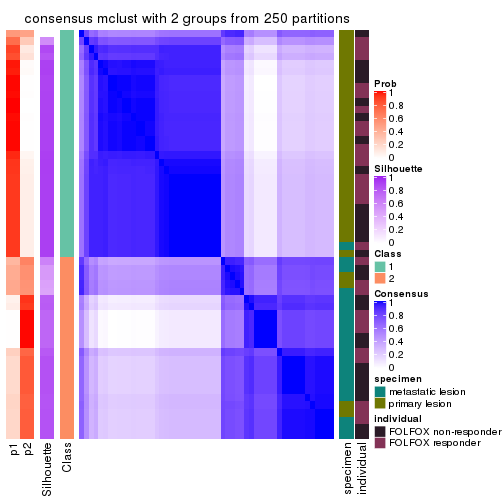 consensus mclust with 2 groups from 250 partitions
Prob
1
0.8
0.6
0.4
0.2
0
Silhouette
1
0.8
0.6
0.4
0.2
0
Class
1
2
Consensus
1
0.8
0.6
0.4
0.2
0
specimen
metastatic lesion
primary lesion
individual
FOLFOX non-responder
FOLFOX responder
p1
p2
Silhouette
Class
specimen
individual